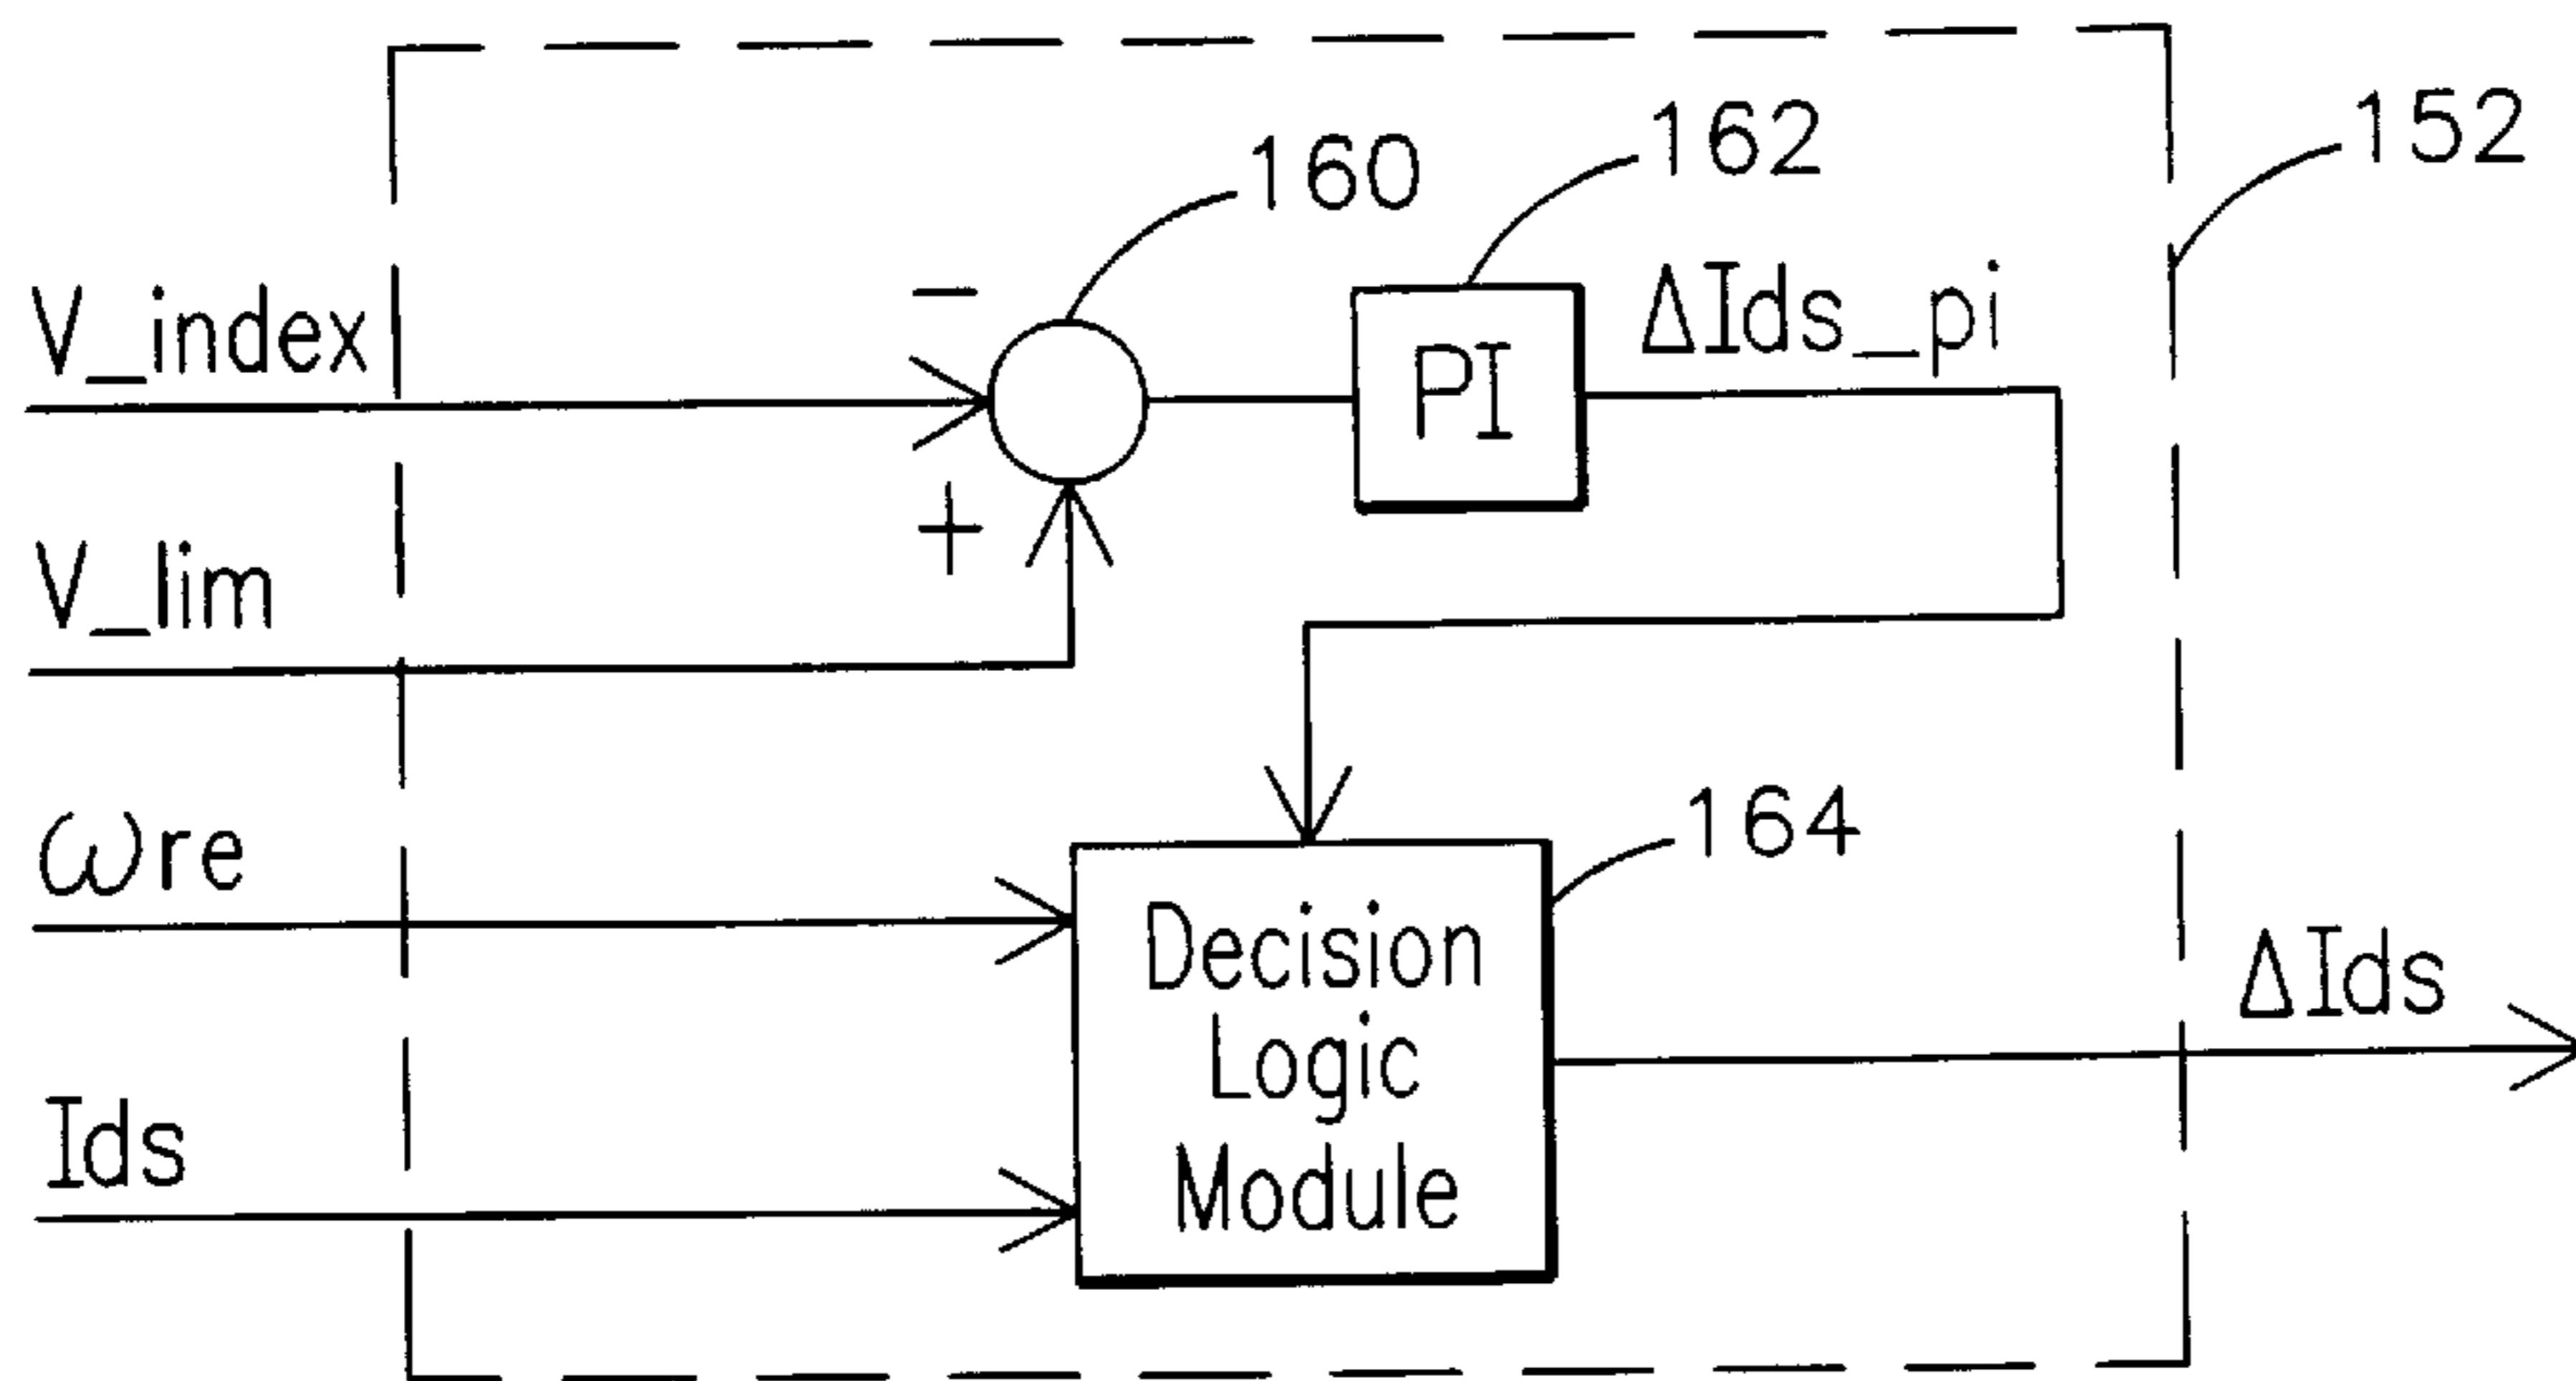 160
162
152
V_index
-
PI
ΔIds_pi
+
V_lim
164
ωre
Decision
Logic
Module
ΔIds
Ids